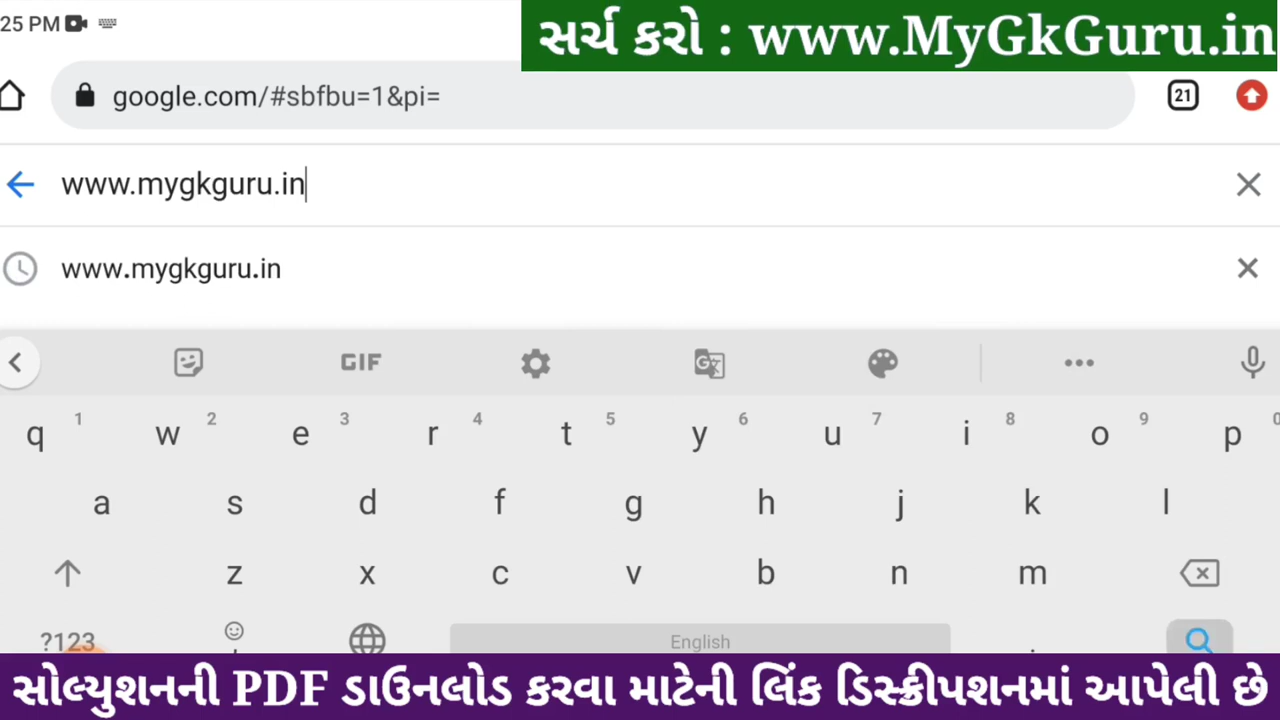 25 PM
સર્ચ કરો : www.MyGkGuru.in
google.com/#sbfbu=1&pi=
21
www.mygkguru.in
www.mygkguru.in
GIF
G
q 1 w 2 e 3 r 4 t 5 y 6 u 7 i 8 o 9 p 0
a s d f g h j k l
z x c v b n m
?123 English
સોલ્યુશનની PDF ડાઉનલોડ કરવા માટેની લિંક ડિસ્ક્રીપશનમાં આપેલી છે